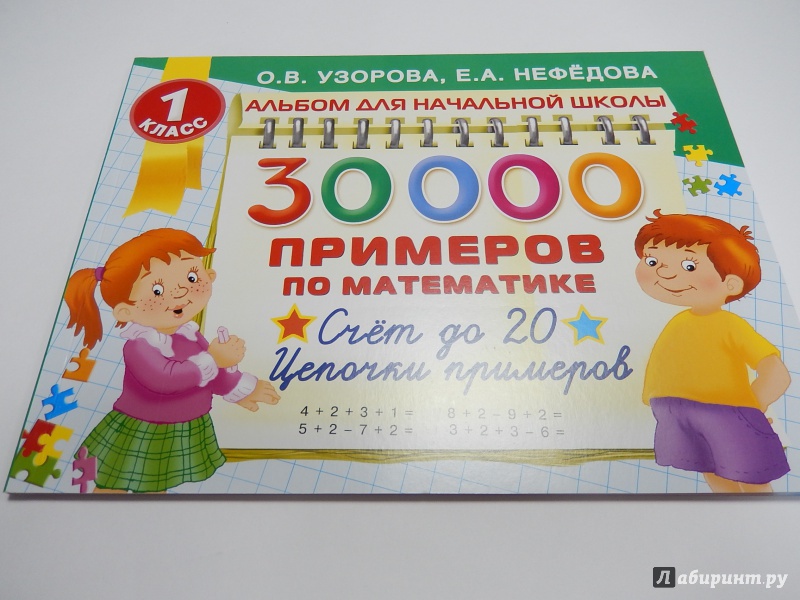 О.В. УЗОРОВА, Е.А. НЕФЁДОВА
1
КЛАСС
АЛЬБОМ ДЛЯ НАЧАЛЬНОЙ ШКОЛЫ
30000
ПРИМЕРОВ
ПО МАТЕМАТИКЕ
Счёт до 20
Цепочки примеров
4 + 2 + 3 + 1 = 8 + 2 - 9 + 2 =
5 + 2 - 7 + 2 = 3 + 2 + 3 - 6 =
Лабиринт.ру